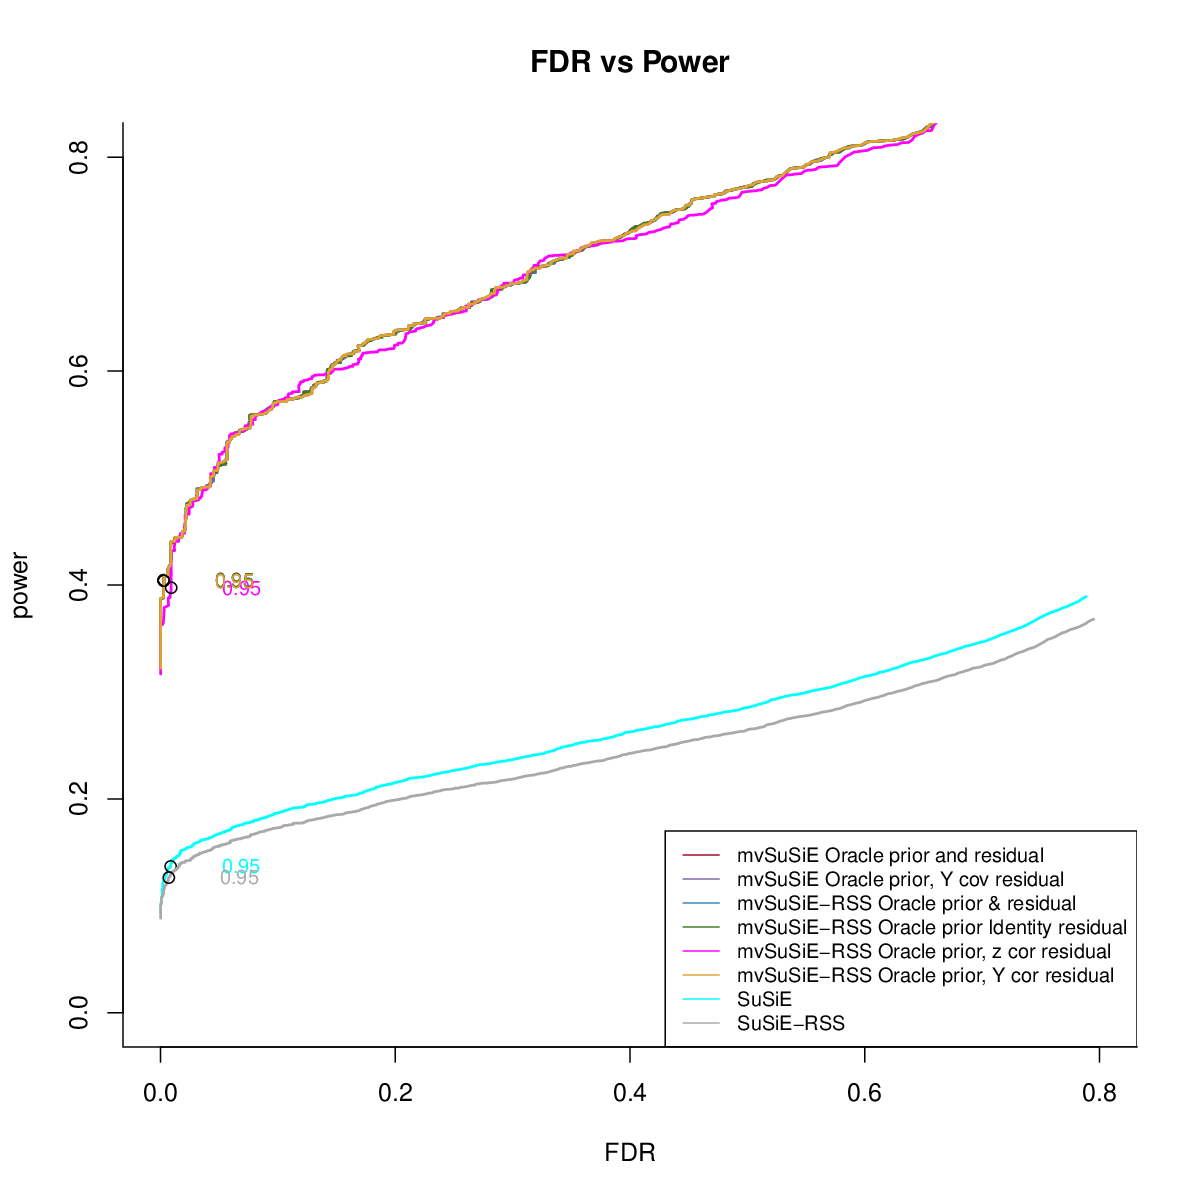 FDR vs Power
power
0.8
0.6
0.4
0.2
0.0
0.95
0.95
0.95
0.95
mvSuSiE Oracle prior and residual
mvSuSiE Oracle prior, Y cov residual
mvSuSiE−RSS Oracle prior & residual
mvSuSiE−RSS Oracle prior Identity residual
mvSuSiE−RSS Oracle prior, z cor residual
mvSuSiE−RSS Oracle prior, Y cor residual
SuSiE
SuSiE−RSS
0.0 0.2 0.4 0.6 0.8
FDR